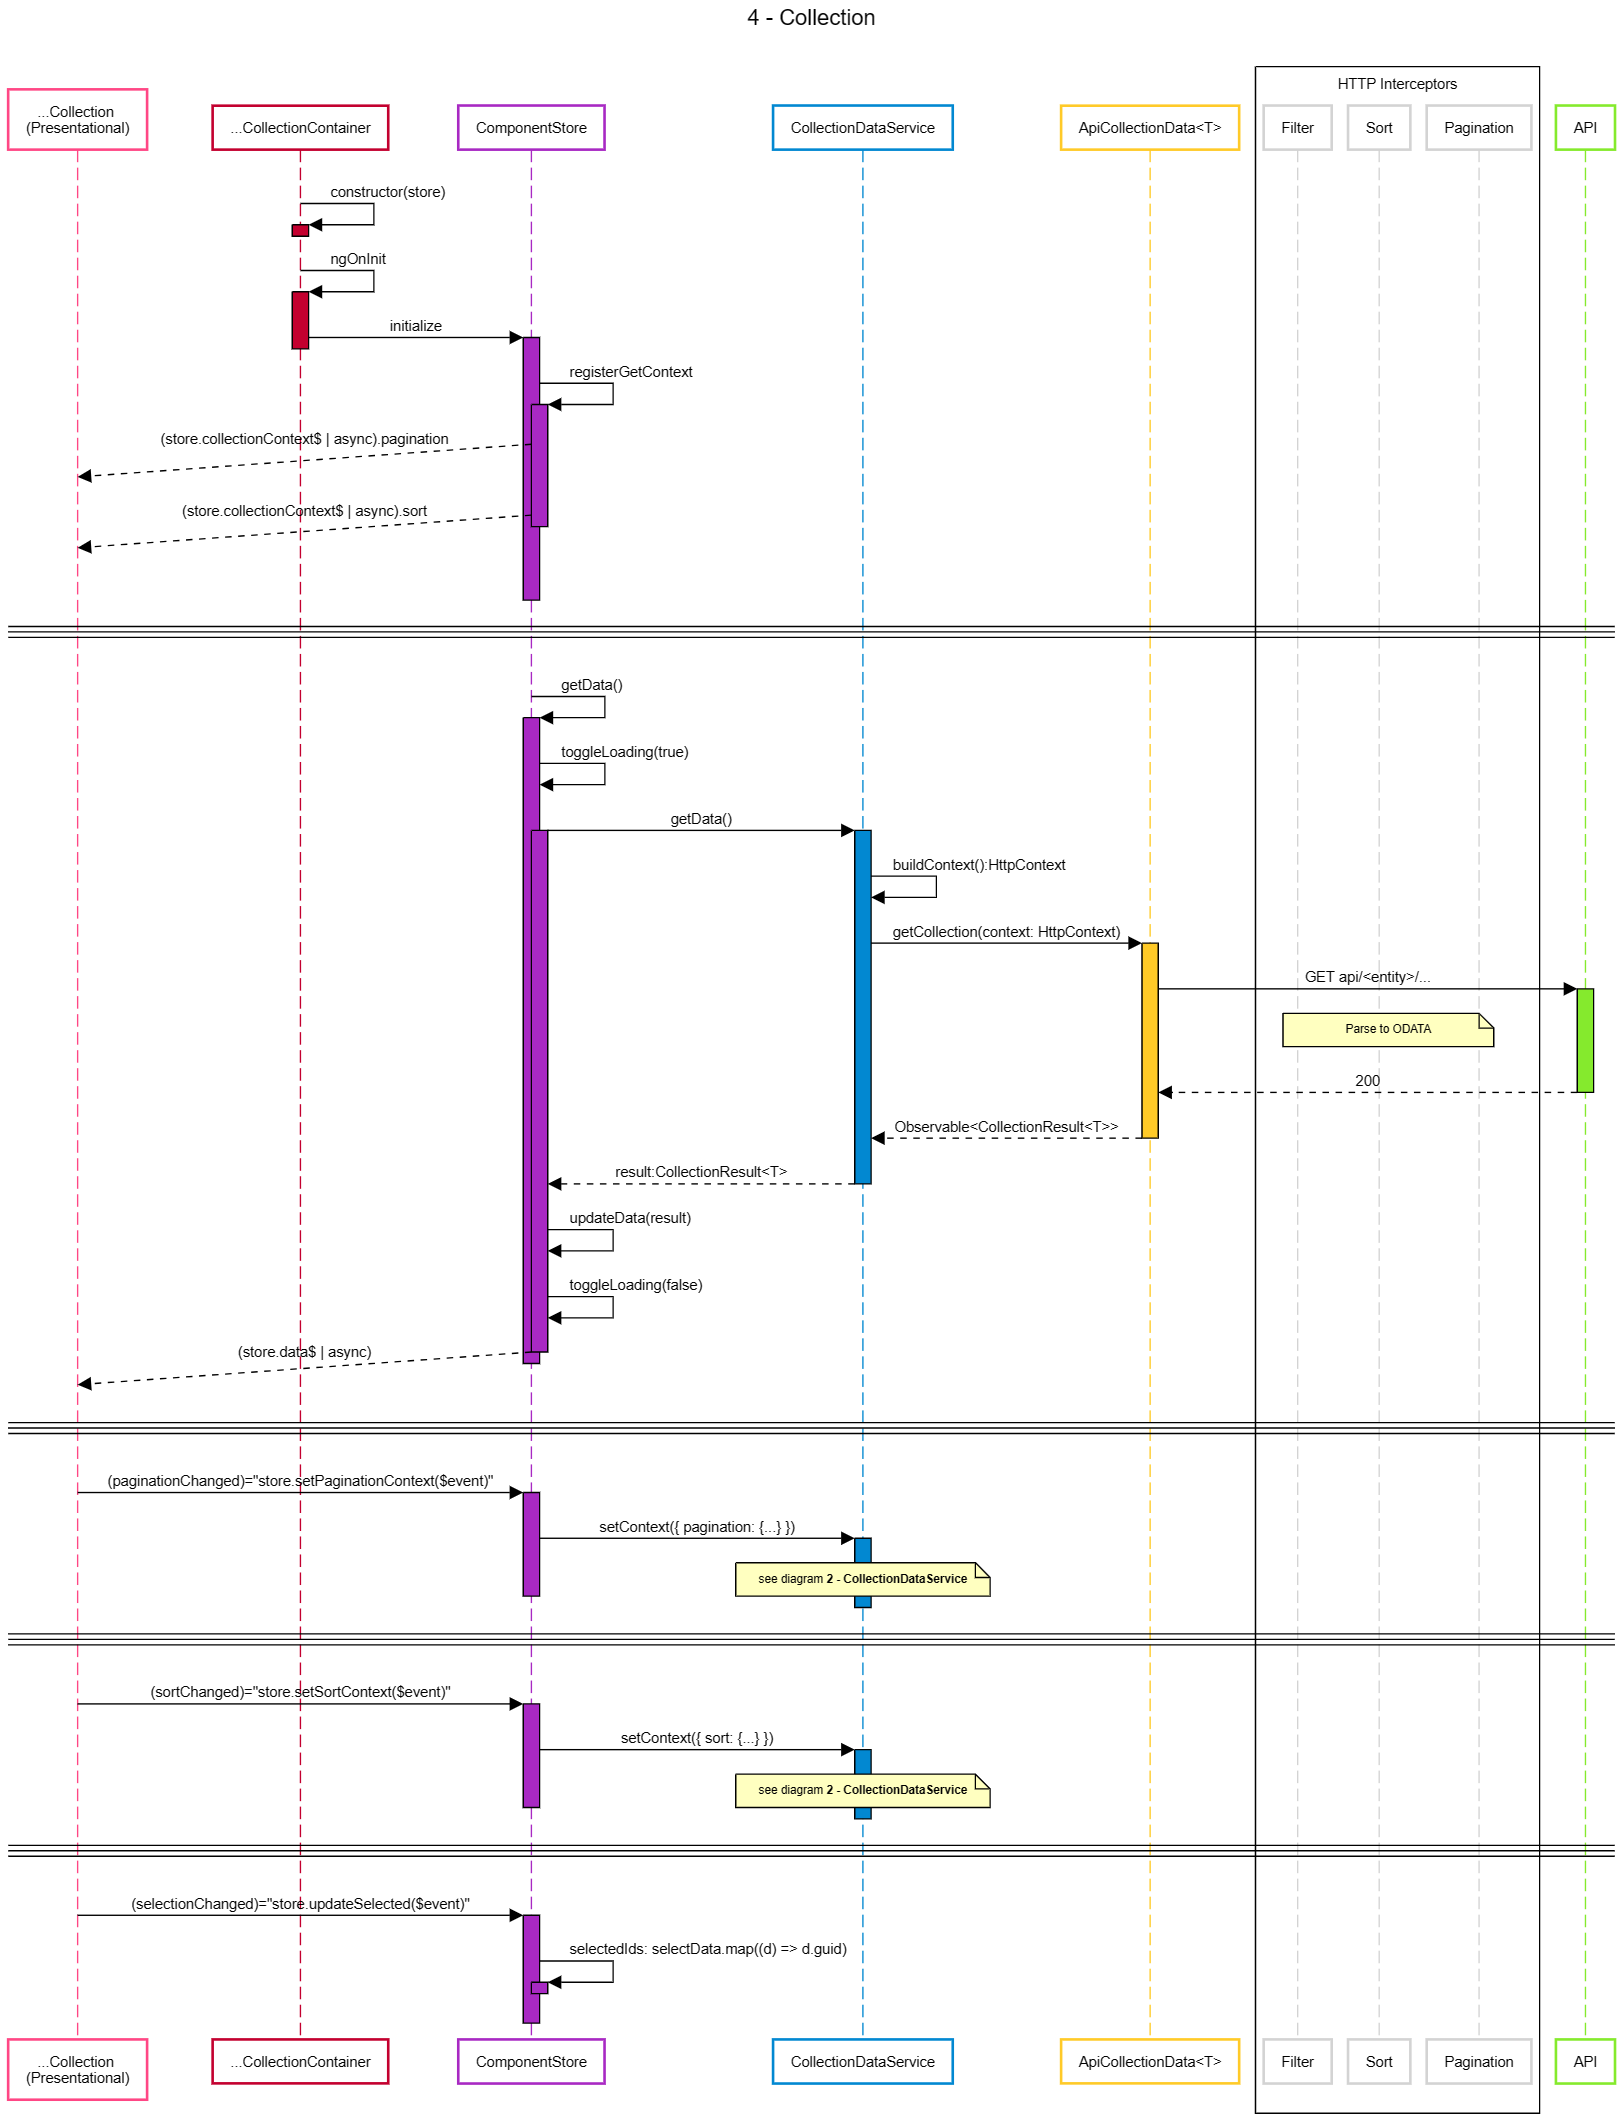 4 - Collection
HTTP Interceptors
...Collection
(Presentational)
...CollectionContainer
ComponentStore
CollectionDataService
ApiCollectionData<T>
Filter
Sort
Pagination
API
constructor(store)
ngOnInit
initialize
registerGetContext
(store.collectionContext$ | async).pagination
(store.collectionContext$ | async).sort
getData()
toggleLoading(true)
getData()
buildContext():HttpContext
getCollection(context: HttpContext)
GET api/<entity>/...
Parse to ODATA
200
Observable<CollectionResult<T>>
result:CollectionResult<T>
updateData(result)
toggleLoading(false)
(store.data$ | async)
(paginationChanged)="store.setPaginationContext($event)"
setContext({ pagination: {...} })
see diagram 2 - CollectionDataService
(sortChanged)="store.setSortContext($event)"
setContext({ sort: {...} })
see diagram 2 - CollectionDataService
(selectionChanged)="store.updateSelected($event)"
selectedIds: selectData.map((d) => d.guid)
...Collection
(Presentational)
...CollectionContainer
ComponentStore
CollectionDataService
ApiCollectionData<T>
Filter
Sort
Pagination
API